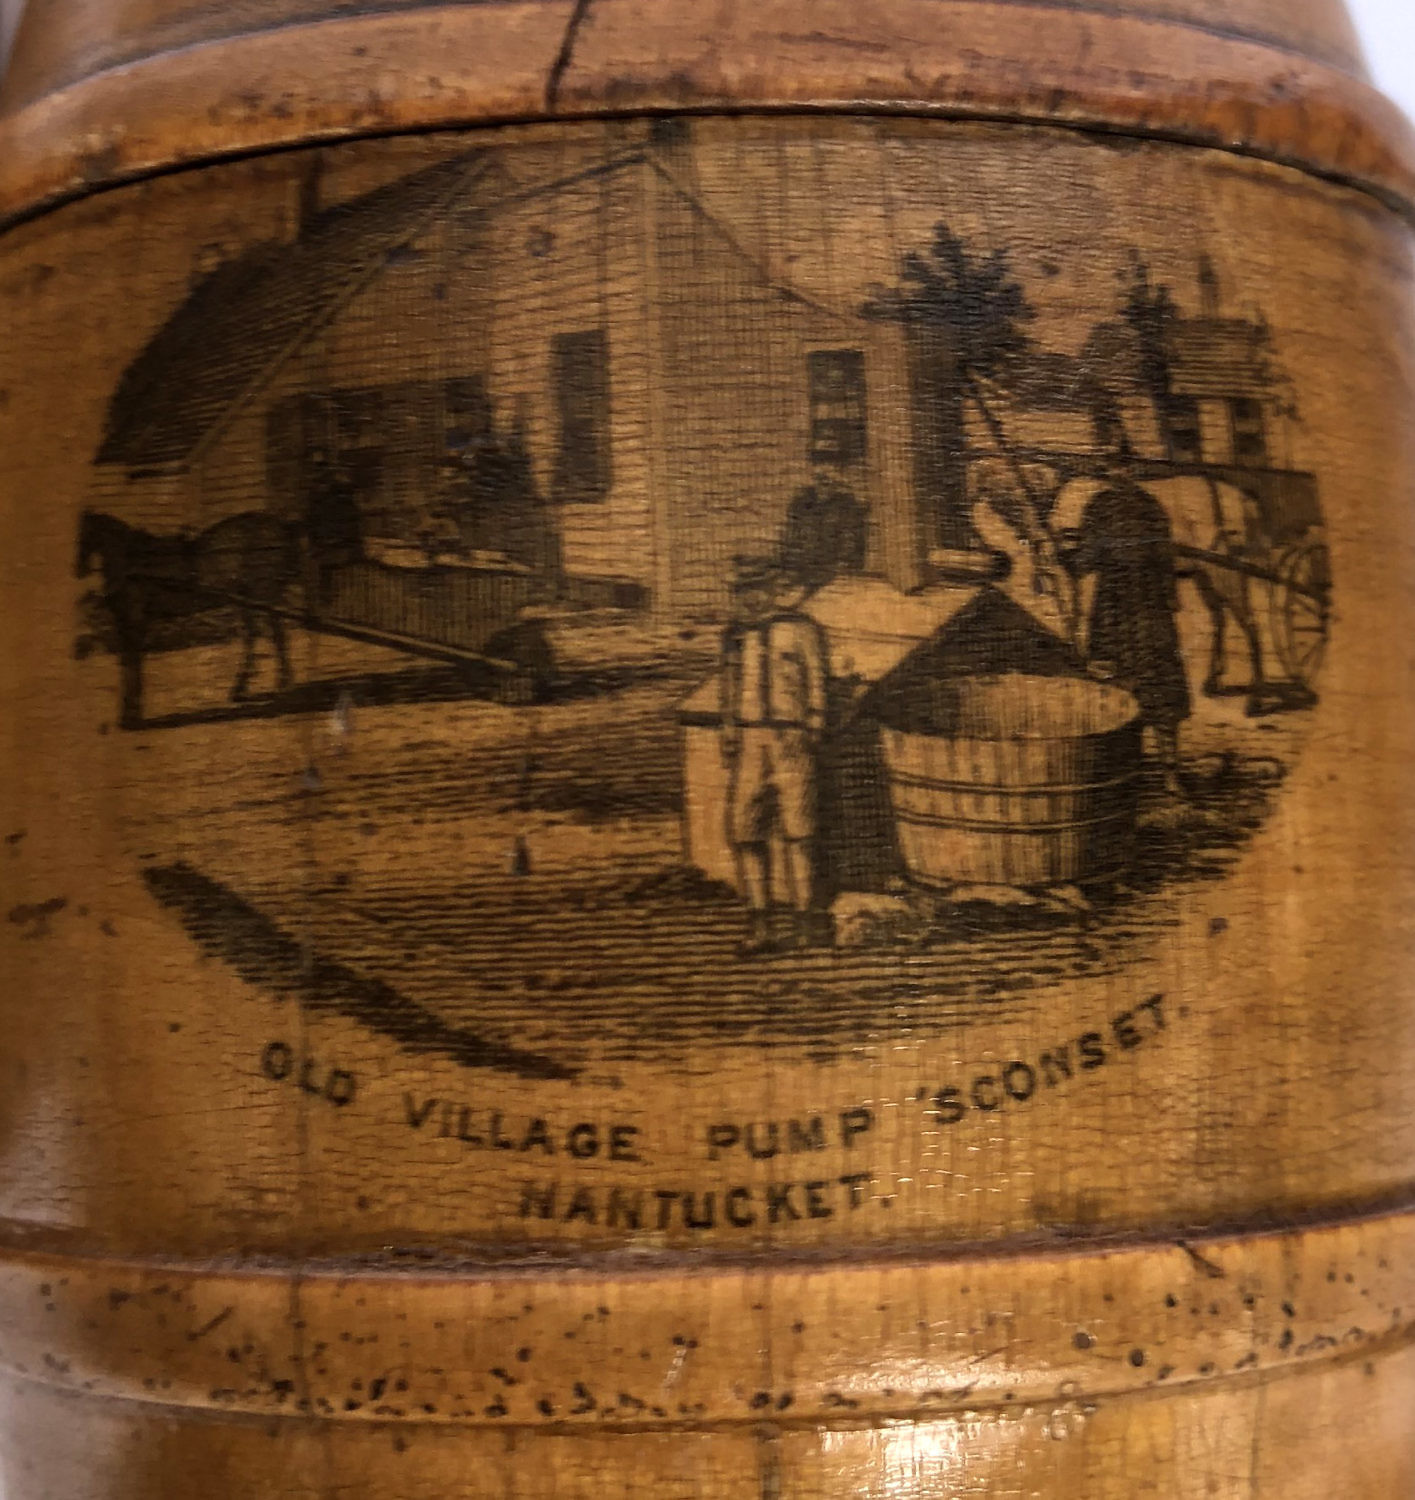 OLD VILLAGE PUMP 'SCONSET.
NANTUCKET.